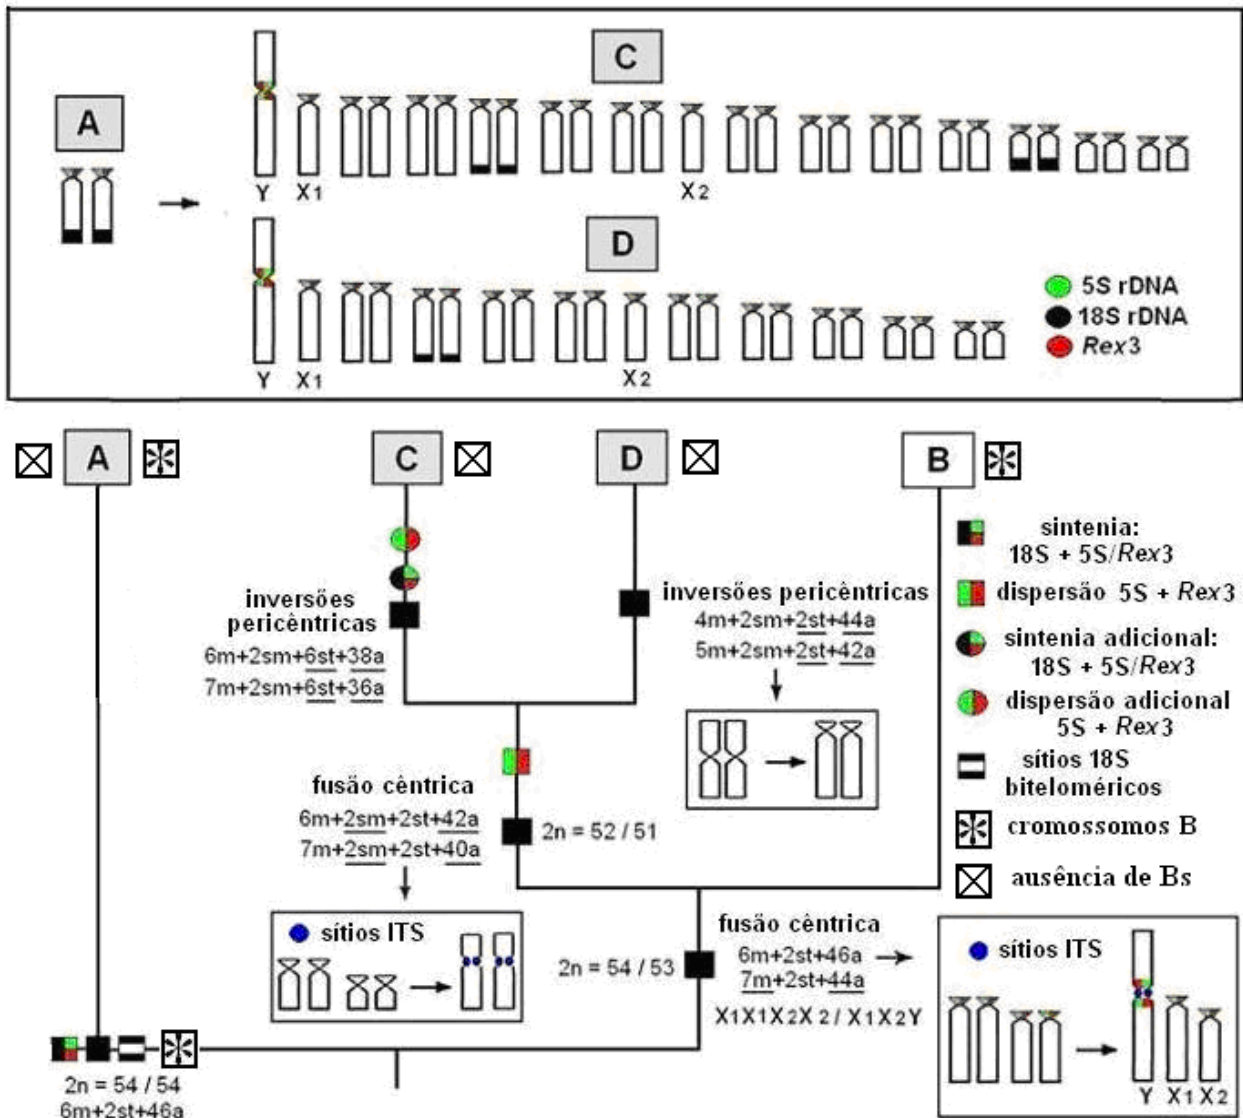 C
A
Y
X1
X2
D
5S rDNA
18S rDNA
Rex3
Y
X1
X2
A
C
D
B
sintenia:
18S + 5S/Rex3
dispersão 5S + Rex3
sintenia adicional:
18S + 5S/Rex3
dispersão adicional
5S + Rex3
sítios 18S
biteloméricos
cromossomos B
ausência de Bs
inversões
pericêntricas
6m+2sm+6st+38a
7m+2sm+6st+36a
inversões pericêntricas
4m+2sm+2st+44a
5m+2sm+2st+42a
fusão cêntrica
6m+2sm+2st+42a
7m+2sm+2st+40a
2n = 52 / 51
sítios ITS
2n = 54 / 53
fusão cêntrica
6m+2st+46a
7m+2st+44a
X1X1X2X2 / X1X2Y
sítios ITS
Y X1 X2
2n = 54 / 54
6m+2st+46a